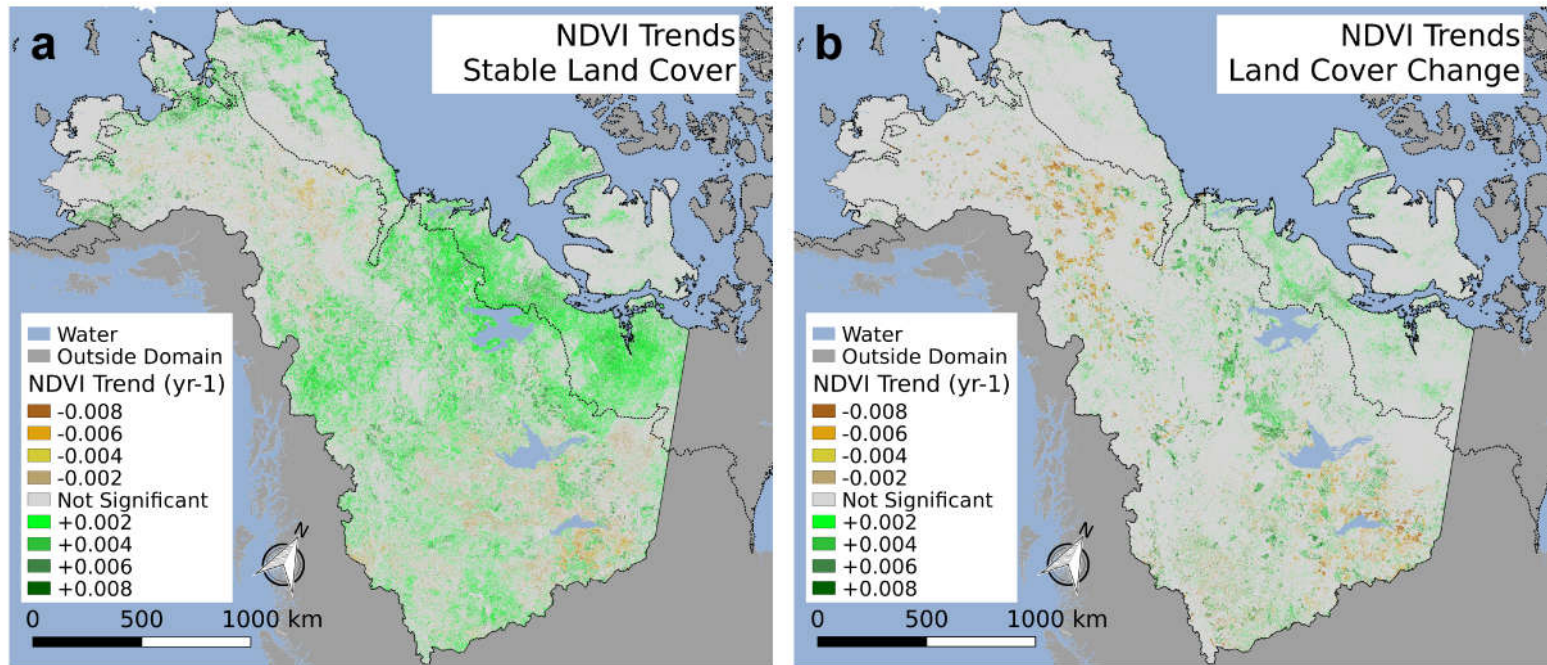 a
NDVI Trends
Stable Land Cover
Water
Outside Domain
NDVI Trend (yr-1)
-0.008
-0.006
-0.004
-0.002
Not Significant
+0.002
+0.004
+0.006
+0.008
N
0 500 1000 km
b
NDVI Trends
Land Cover Change
Water
Outside Domain
NDVI Trend (yr-1)
-0.008
-0.006
-0.004
-0.002
Not Significant
+0.002
+0.004
+0.006
+0.008
N
0 500 1000 km